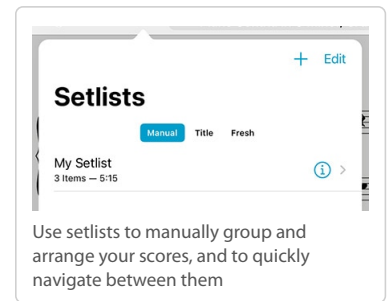 + Edit
Setlists
Manual Title Fresh
My Setlist
3 Items — 5:15
Use setlists to manually group and
arrange your scores, and to quickly
navigate between them